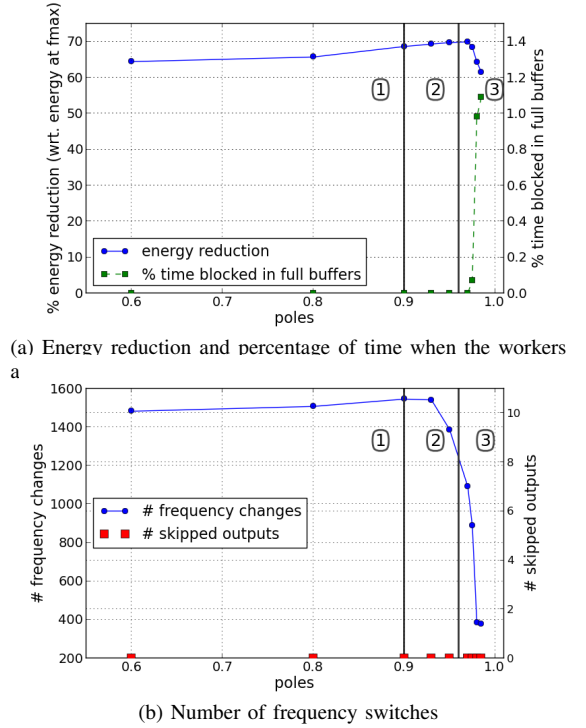 % energy reduction (wrt. energy at fmax)
70
60
50
40
30
20
10
0
1.4
1.2
1.0
0.8
0.6
0.4
0.2
0.0
% time blocked in full buffers
1
2
3
energy reduction
% time blocked in full buffers
0.6 0.7 0.8 0.9 1.0
poles
(a) Energy reduction and percentage of time when the workers
a
# frequency changes
1600
1400
1200
1000
800
600
400
200
10
8
6
4
2
0
# skipped outputs
1
2
3
# frequency changes
# skipped outputs
0.6 0.7 0.8 0.9 1.0
poles
(b) Number of frequency switches